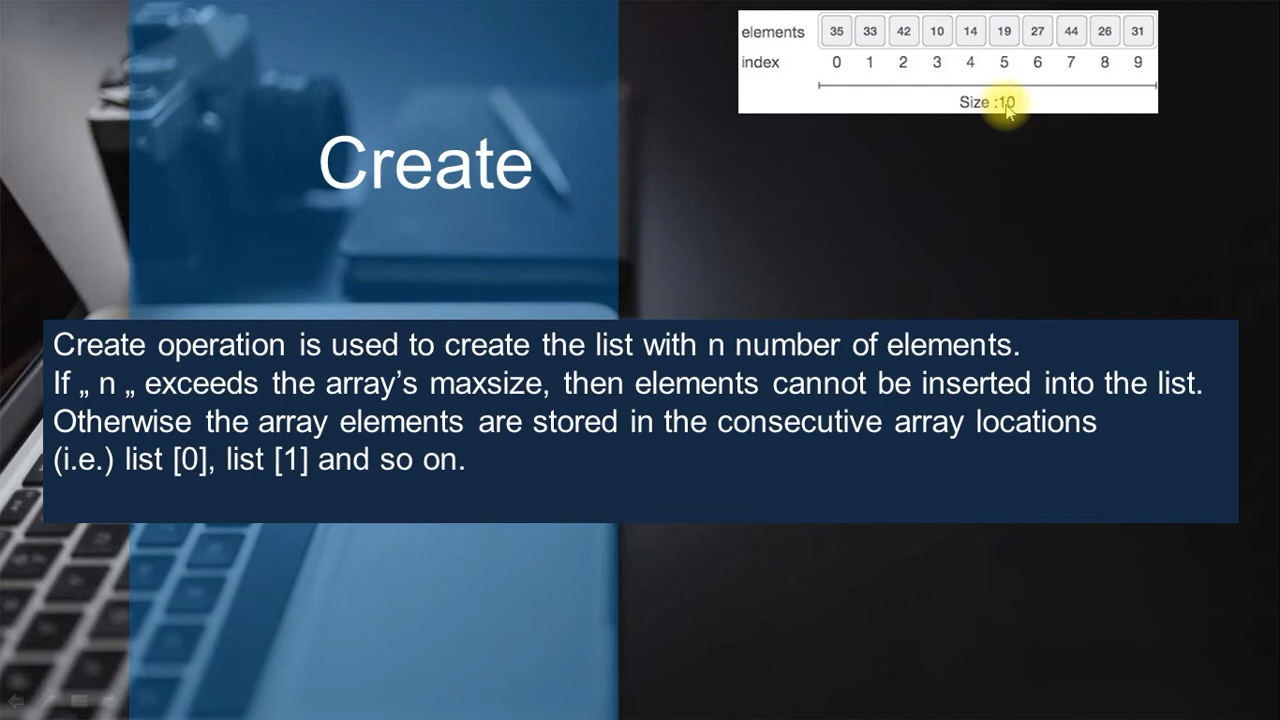 elements 35 33 42 10 14 19 27 44 26 31
index 0 1 2 3 4 5 6 7 8 9
Size :10
Create
Create operation is used to create the list with n number of elements.
If „ n „ exceeds the array’s maxsize, then elements cannot be inserted into the list.
Otherwise the array elements are stored in the consecutive array locations
(i.e.) list [0], list [1] and so on.